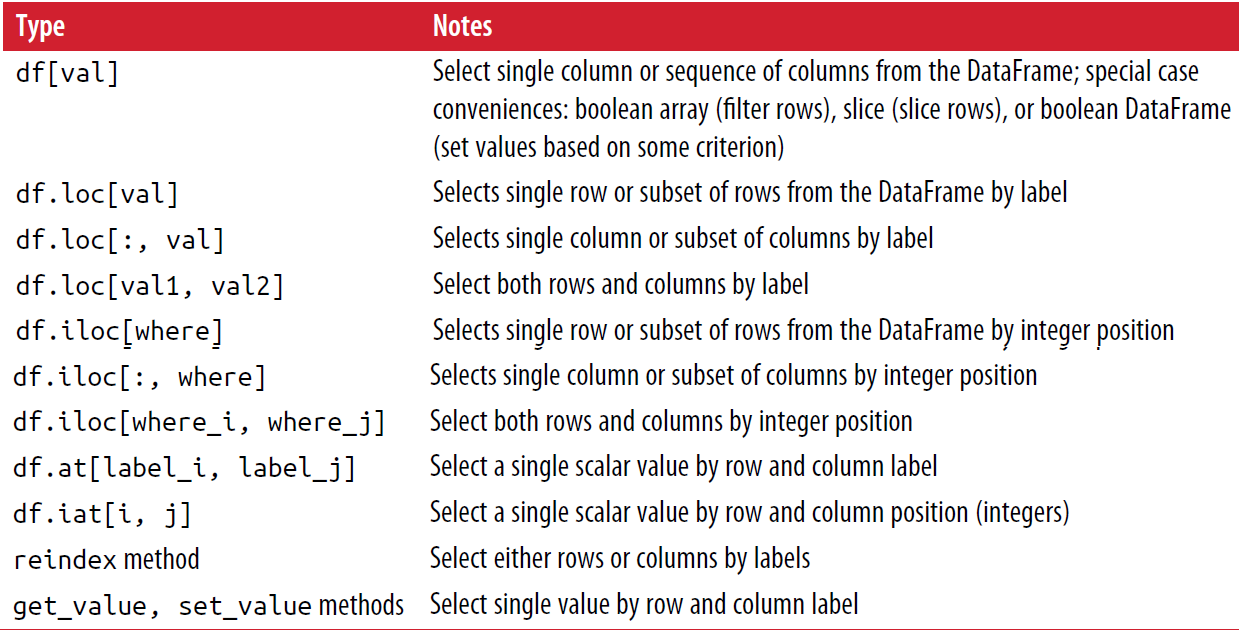 Type Notes
df[val] Select single column or sequence of columns from the DataFrame; special case
conveniences: boolean array (filter rows), slice (slice rows), or boolean DataFrame
(set values based on some criterion)
df.loc[val] Selects single row or subset of rows from the DataFrame by label
df.loc[:, val] Selects single column or subset of columns by label
df.loc[val1, val2] Select both rows and columns by label
df.iloc[where] Selects single row or subset of rows from the DataFrame by integer position
df.iloc[:, where] Selects single column or subset of columns by integer position
df.iloc[where_i, where_j] Select both rows and columns by integer position
df.at[label_i, label_j] Select a single scalar value by row and column label
df.iat[i, j] Select a single scalar value by row and column position (integers)
reindex method Select either rows or columns by labels
get_value, set_value methods Select single value by row and column label